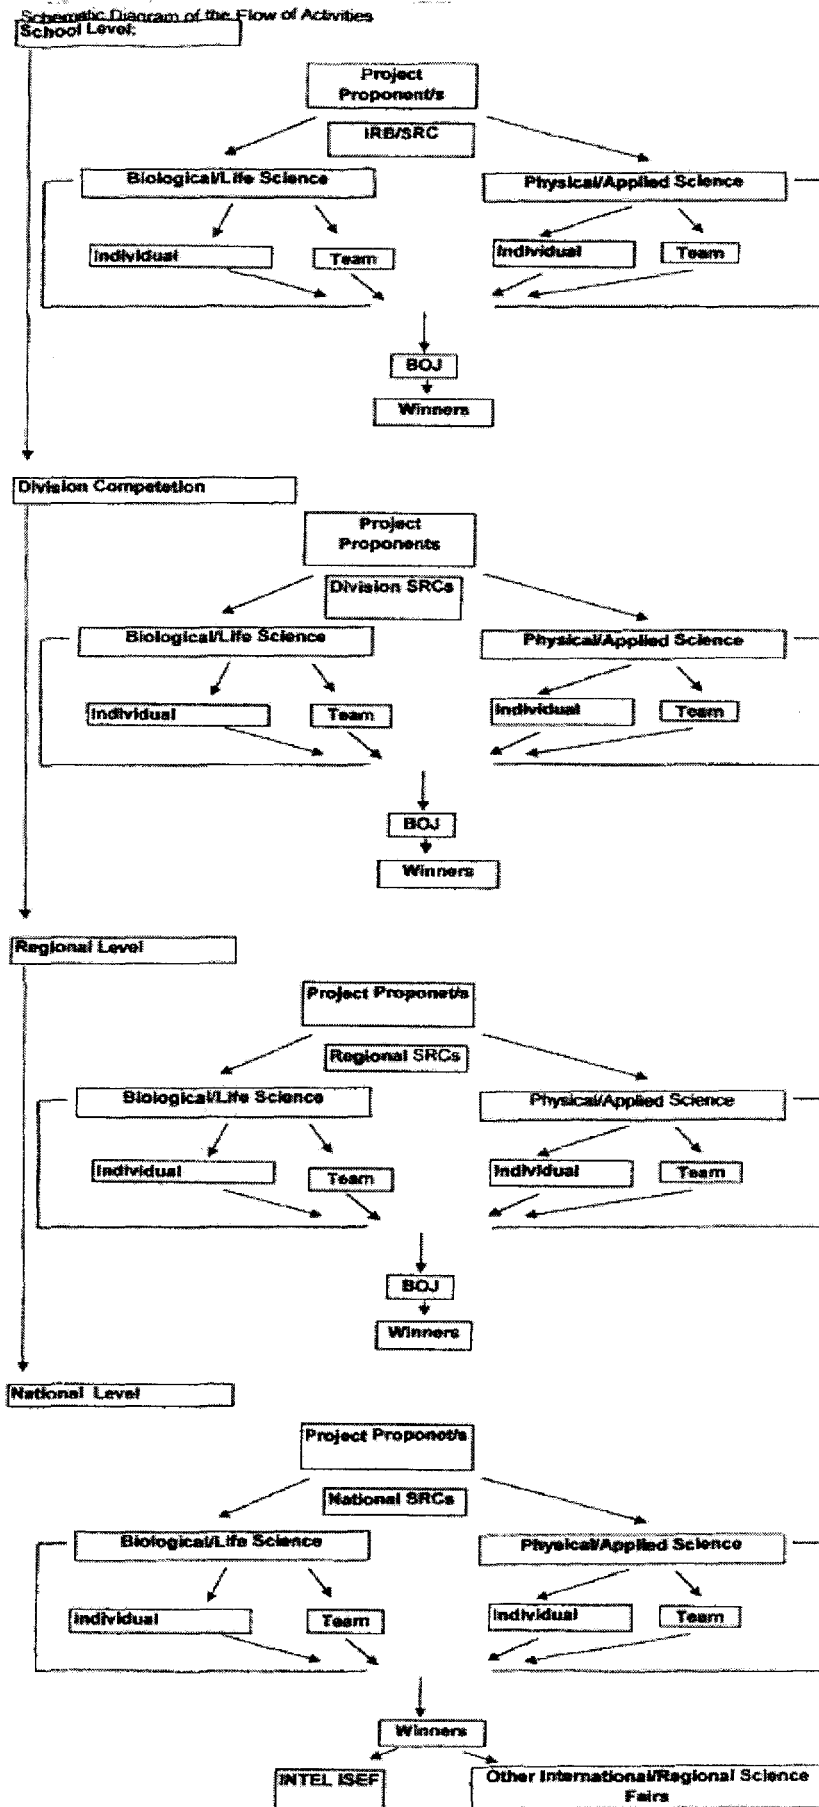 Schematic Diagram of the Flow of Activities
School Level:
Project
Proponent/s
IRB/SRC
Biological/Life Science
Physical/Applied Science
Individual
Team
Individual
Team
BOJ
Winners
Division Competetion
Project
Proponents
Division SRCs
Biological/Life Science
Physical/Applied Science
Individual
Team
Individual
Team
BOJ
Winners
Regional Level
Project Proponet/s
Regional SRCs
Biological/Life Science
Physical/Applied Science
Individual
Team
Individual
Team
BOJ
Winners
National Level
Project Proponet/s
National SRCs
Biological/Life Science
Physical/Applied Science
Individual
Team
Individual
Team
Winners
INTEL ISEF
Other International/Regional Science
Fairs